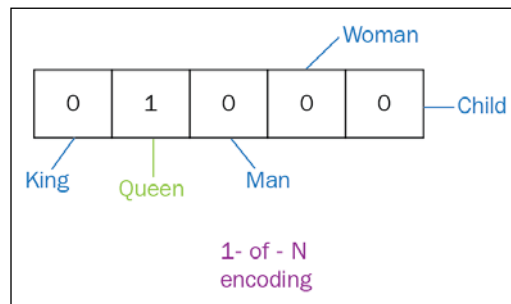 Woman
0 1 0 0 0
Child
King
Queen
Man
1- of - N
encoding